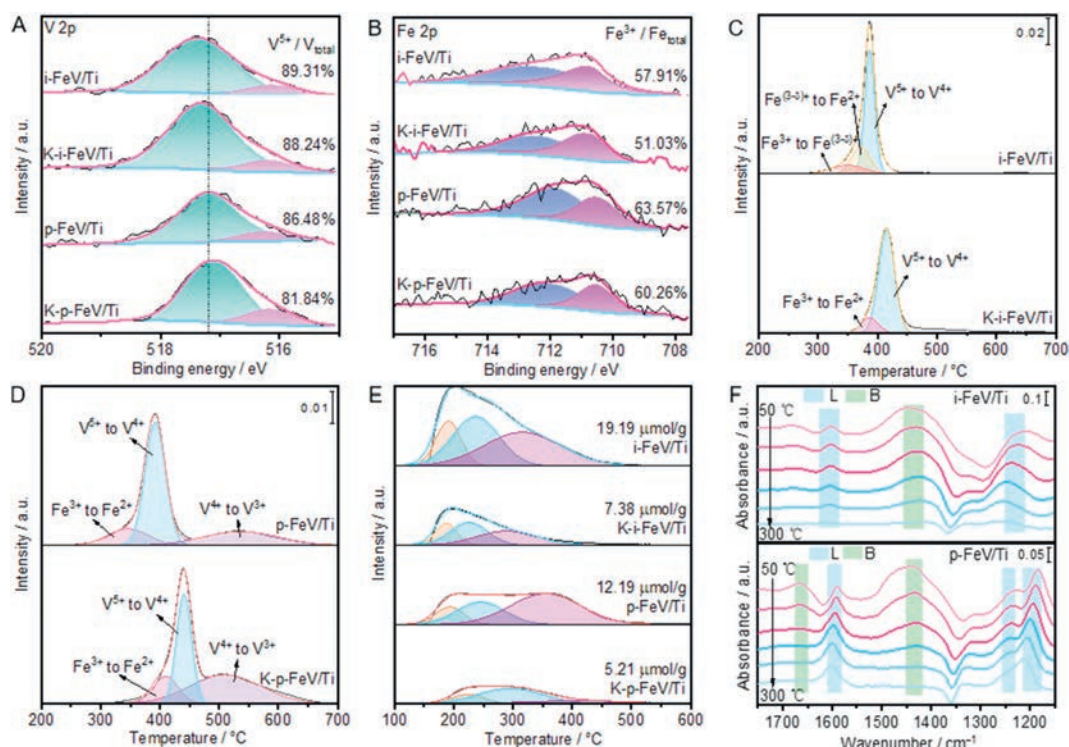 A V 2p
V⁵⁺ / V_total
i-FeV/Ti
89.31%
K-i-FeV/Ti
88.24%
p-FeV/Ti
86.48%
K-p-FeV/Ti
81.84%
520 518 516
Binding energy / eV
Intensity / a.u.
B Fe 2p
Fe³⁺ / Fe_total
i-FeV/Ti
57.91%
K-i-FeV/Ti
51.03%
p-FeV/Ti
63.57%
K-p-FeV/Ti
60.26%
716 714 712 710 708
Binding energy / eV
Intensity / a.u.
C
0.02
Fe⁽³⁻δ⁾⁺ to Fe²⁺
V⁵⁺ to V⁴⁺
Fe³⁺ to Fe⁽³⁻δ⁾⁺
i-FeV/Ti
V⁵⁺ to V⁴⁺
Fe³⁺ to Fe²⁺
K-i-FeV/Ti
200 300 400 500 600 700
Temperature / °C
Intensity / a.u.
D
0.01
V⁵⁺ to V⁴⁺
Fe³⁺ to Fe²⁺
V⁴⁺ to V³⁺
p-FeV/Ti
V⁵⁺ to V⁴⁺
V⁴⁺ to V³⁺
Fe³⁺ to Fe²⁺
K-p-FeV/Ti
200 300 400 500 600 700
Temperature / °C
Intensity / a.u.
E
19.19 μmol/g
i-FeV/Ti
7.38 μmol/g
K-i-FeV/Ti
12.19 μmol/g
p-FeV/Ti
5.21 μmol/g
K-p-FeV/Ti
100 200 300 400 500 600
Temperature / °C
Intensity / a.u.
F
L B i-FeV/Ti 0.1
50 ℃
300 ℃
Absorbance / a.u.
L B p-FeV/Ti 0.05
50 ℃
300 ℃
Absorbance / a.u.
1700 1600 1500 1400 1300 1200
Wavenumber / cm⁻¹